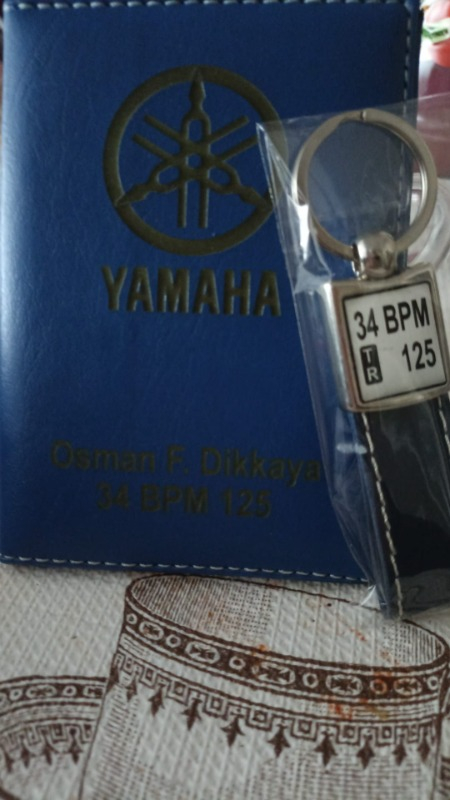 YAMAHA
Osman F. Dikkaya
34 BPM 125
34 BPM
TR 125